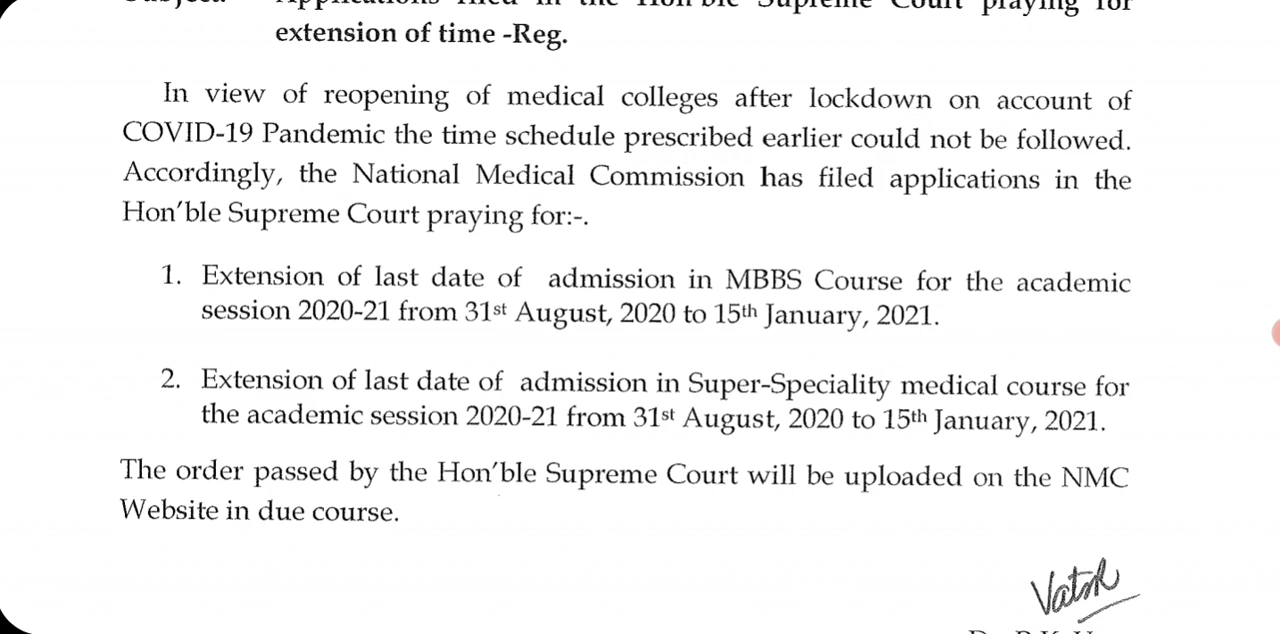 Supreme Court praying for
extension of time -Reg.
In view of reopening of medical colleges after lockdown on account of
COVID-19 Pandemic the time schedule prescribed earlier could not be followed.
Accordingly, the National Medical Commission has filed applications in the
Hon'ble Supreme Court praying for:-.
1. Extension of last date of admission in MBBS Course for the academic
session 2020-21 from 31st August, 2020 to 15th January, 2021.
2. Extension of last date of admission in Super-Speciality medical course for
the academic session 2020-21 from 31st August, 2020 to 15th January, 2021.
The order passed by the Hon'ble Supreme Court will be uploaded on the NMC
Website in due course.